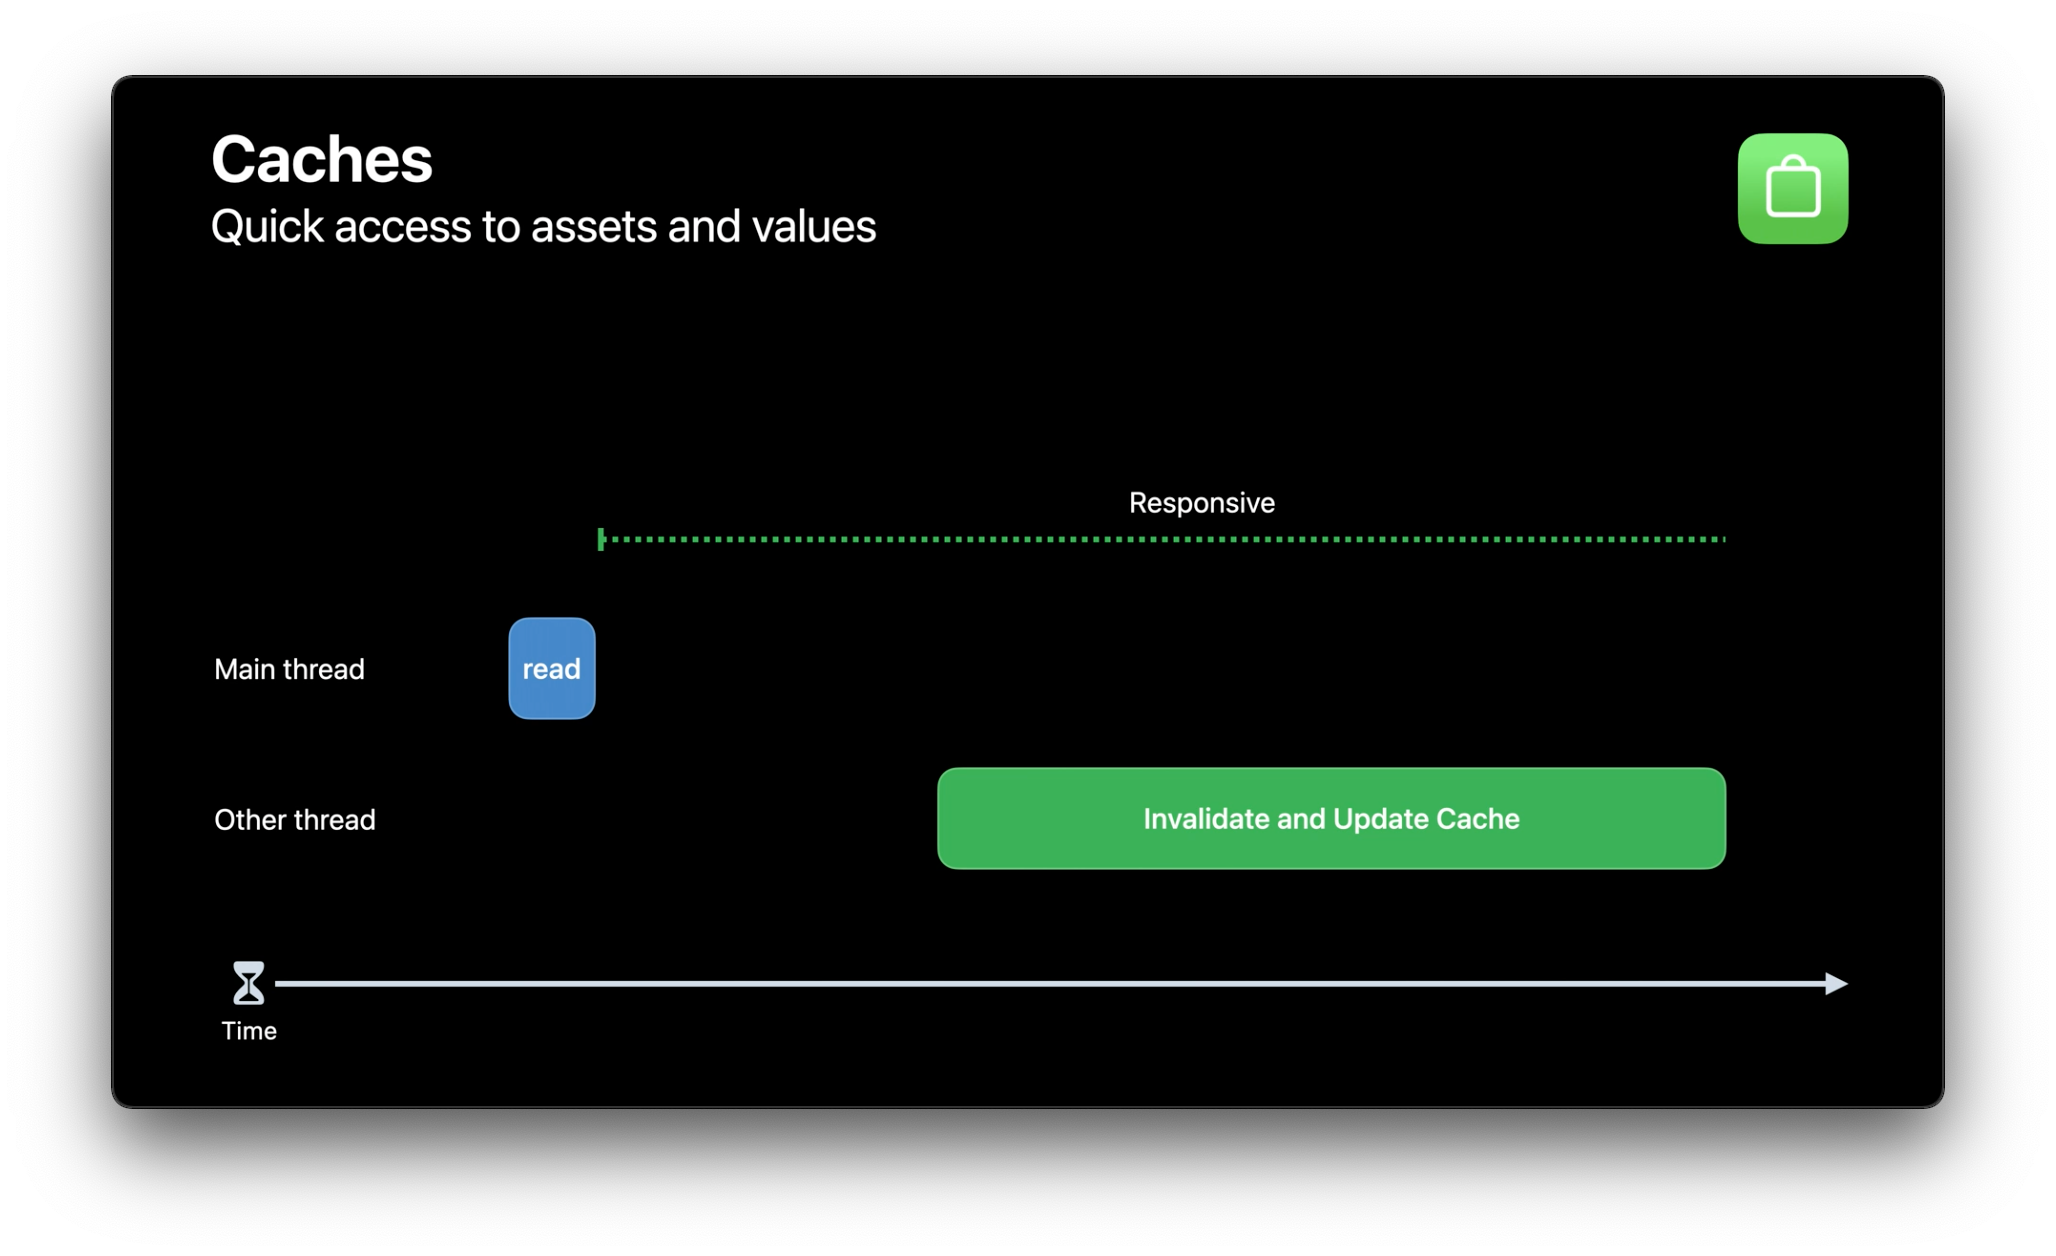 Caches
Quick access to assets and values
Responsive
Main thread
read
Other thread
Invalidate and Update Cache
Time